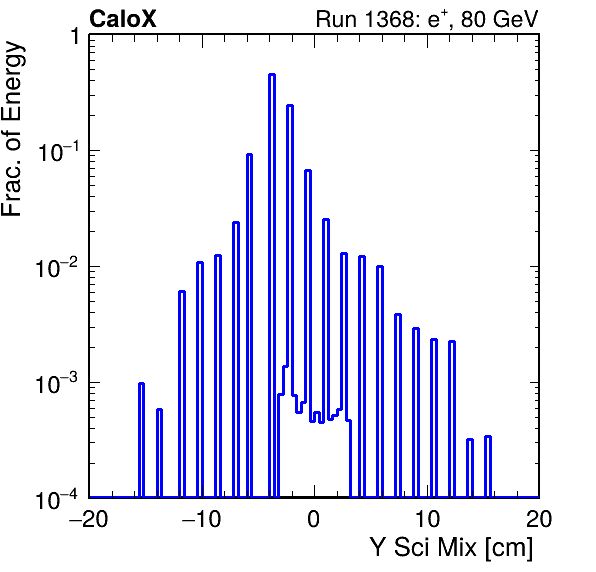 CaloX Run 1368: e⁺, 80 GeV
Frac. of Energy
1
10⁻¹
10⁻²
10⁻³
10⁻⁴
−20 −10 0 10 20
Y Sci Mix [cm]